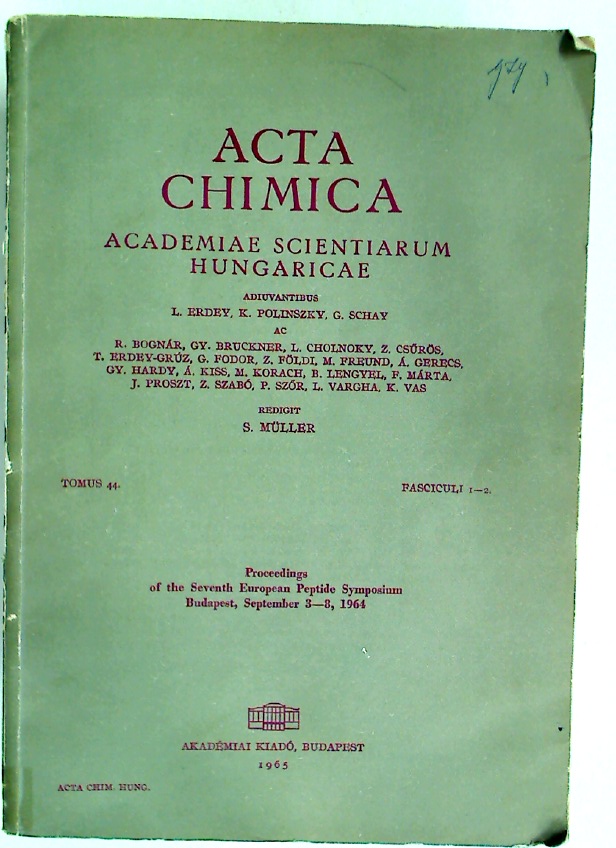 ACTA
CHIMICA
ACADEMIAE SCIENTIARUM
HUNGARICAE
ADIUVANTIBUS
L. ERDEY, K. POLINSZKY, G. SCHAY
AC
R. BOGNÁR, GY. BRUCKNER, L. CHOLNOKY, Z. CSŰRÖS,
T. ERDEY-GRÚZ, G. FODOR, Z. FÖLDI, M. FREUND, Á. GERECS,
GY. HARDY, Á. KISS, M. KORACH, B. LENGYEL, F. MÁRTA,
J. PROSZT, Z. SZABÓ, P. SZÓR, L. VARGHA, K. VAS
REDIGIT
S. MÜLLER
TOMUS 44.
FASCICULI 1—2.
Proceedings
of the Seventh European Peptide Symposium
Budapest, September 3—8, 1964
AKADÉMIAI KIADÓ, BUDAPEST
1965
ACTA CHIM. HUNG.